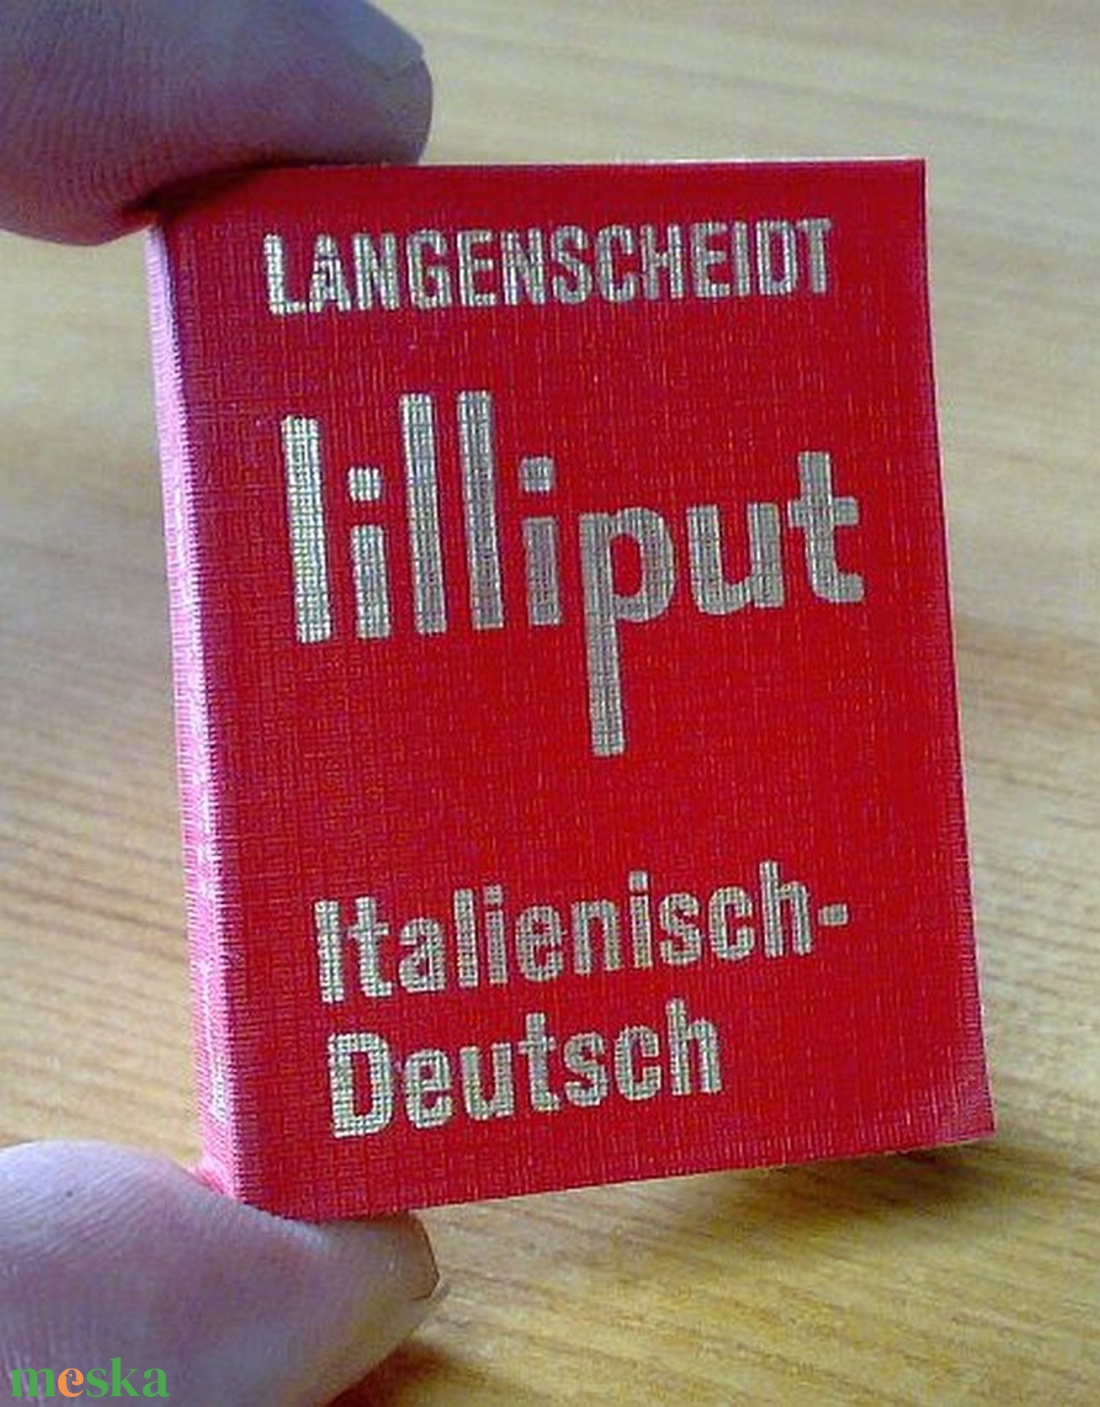 LANGENSCHEIDT
lilliput
Italienisch-
Deutsch
meska